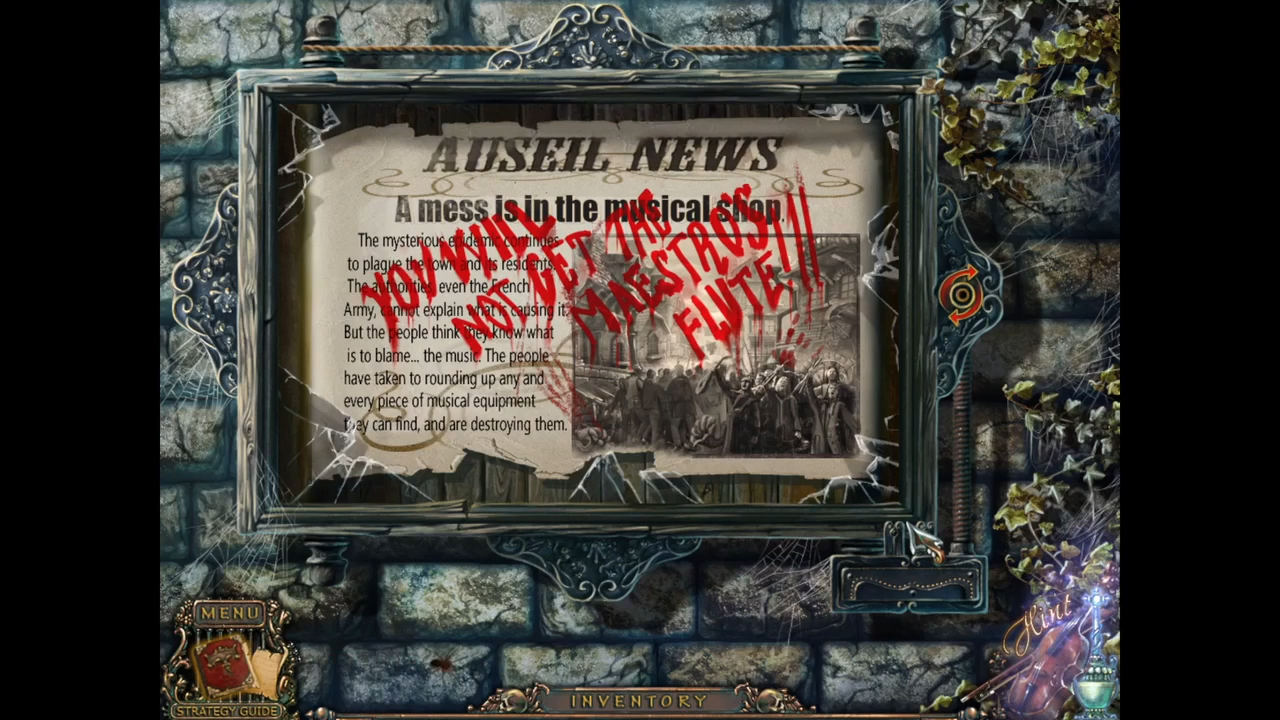 AUSEIL NEWS
A mess is in the musical shop.
The mysterious epidemic continues
to plague the town and its residents.
The authorities, even the French
Army, cannot explain what is causing it.
But the people think they know what
is to blame... the music. The people
have taken to rounding up any and
every piece of musical equipment
they can find, and are destroying them.
YOU WILL
NOT GET THE
MAESTROS
FLUTE!!!
MENU
STRATEGY GUIDE
INVENTORY
Hint